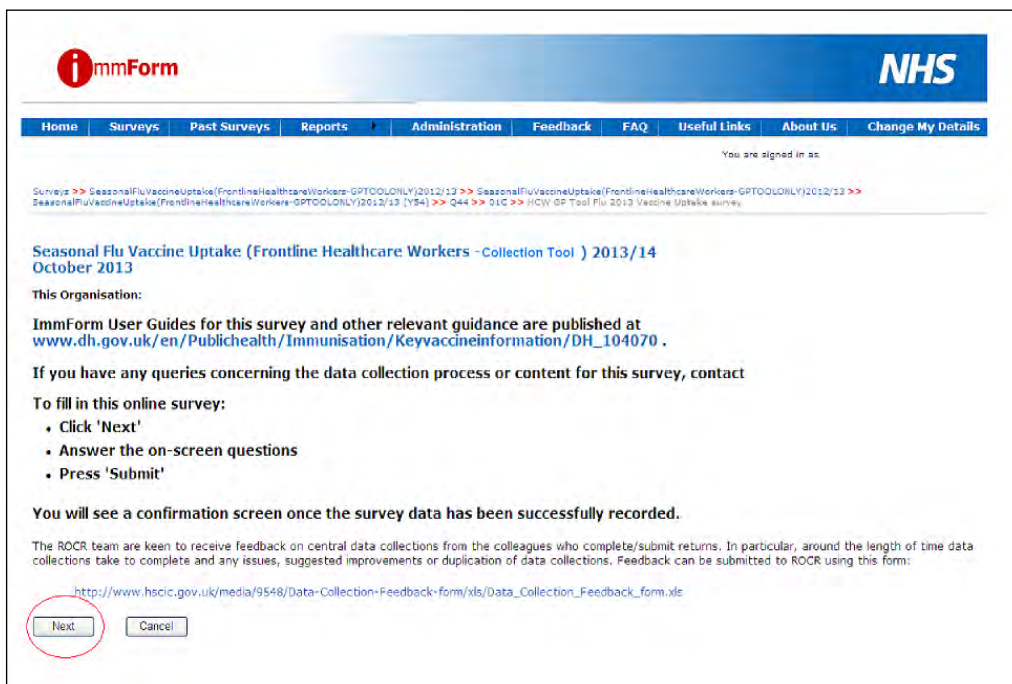 immForm
NHS
Home Surveys Past Surveys Reports Administration Feedback FAQ Useful Links About Us Change My Details
You are signed in as
Surveys >> SeasonalFluVaccineUptake(FrontlineHealthcareWorkers-GPTOOLONLY)2012/13 >> SeasonalFluVaccineUptake(FrontlineHealthcareWorkers-GPTOOLONLY)2012/13 >>
SeasonalFluVaccineUptake(FrontlineHealthcareWorkers-GPTOOLONLY)2012/13 (Y54) >> Q44 >> 01C >> HCW GP Tool Flu 2013 Vaccine Uptake survey
Seasonal Flu Vaccine Uptake (Frontline Healthcare Workers - Collection Tool ) 2013/14
October 2013
This Organisation:
ImmForm User Guides for this survey and other relevant guidance are published at
www.dh.gov.uk/en/Publichealth/Immunisation/Keyvaccineinformation/DH_104070 .
If you have any queries concerning the data collection process or content for this survey, contact
To fill in this online survey:
• Click 'Next'
• Answer the on-screen questions
• Press 'Submit'
You will see a confirmation screen once the survey data has been successfully recorded.
The ROCR team are keen to receive feedback on central data collections from the colleagues who complete/submit returns. In particular, around the length of time data
collections take to complete and any issues, suggested improvements or duplication of data collections. Feedback can be submitted to ROCR using this form:
http://www.hscic.gov.uk/media/9548/Data-Collection-Feedback-form/xls/Data_Collection_Feedback_form.xls
Next Cancel